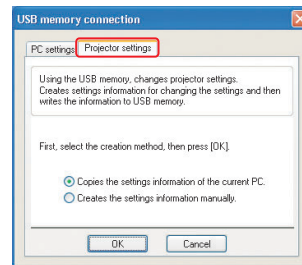 USB memory connection
PC settings Projector settings
Using the USB memory, changes projector settings.
Creates settings information for changing the settings and then
writes the information to USB memory.
First, select the creation method, then press [OK].
Copies the settings information of the current PC.
Creates the settings information manually.
OK Cancel